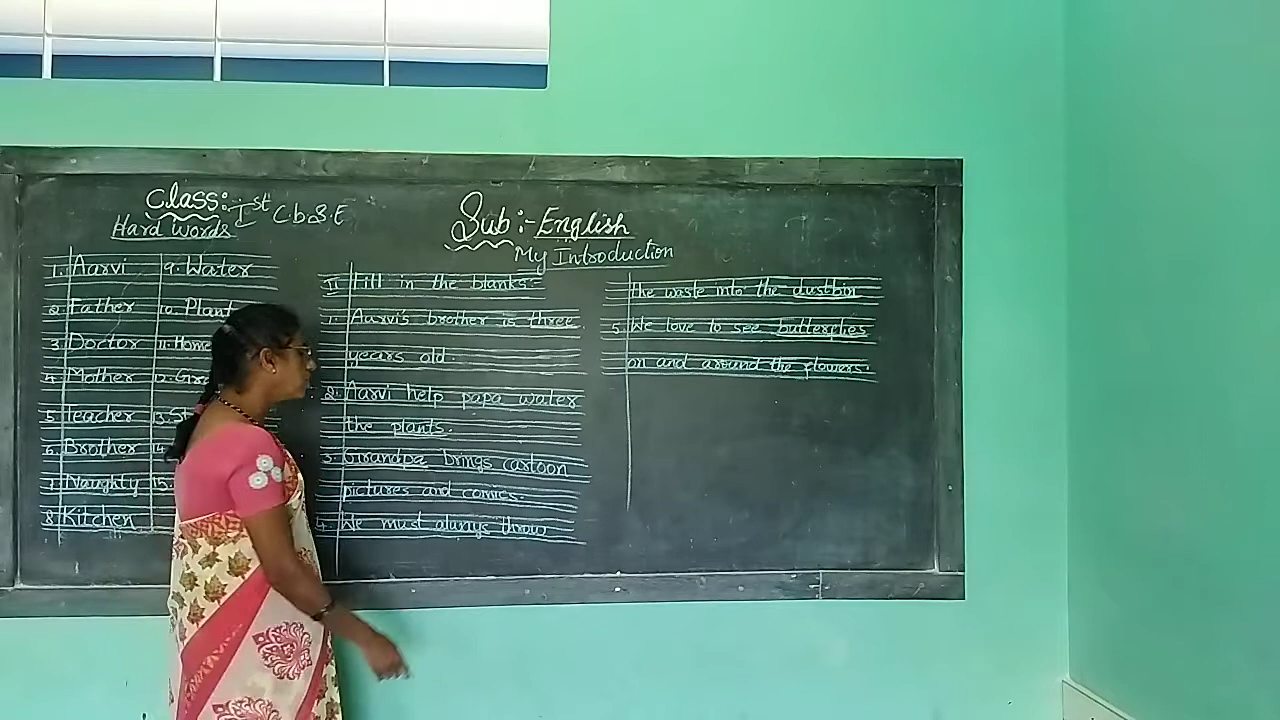 Class:- Ist C.b.S.E
Sub:- English
Hard Words
My Introduction
1. Aarvi
2. Father
3. Doctor
4. Mother
5. Teacher
6. Brother
7. Naughty
8. Kitchen
9. Water
10. Plant
11. Home
12.
13.
14.
15.
II Fill in the blanks:-
1. Aarvi's brother is three
years old.
2. Aarvi help papa water
the plants.
3. Grandpa brings cartoon
pictures and comics.
4. We must always throw
the waste into the dustbin
5. We love to see butterflies
on and around the flowers.